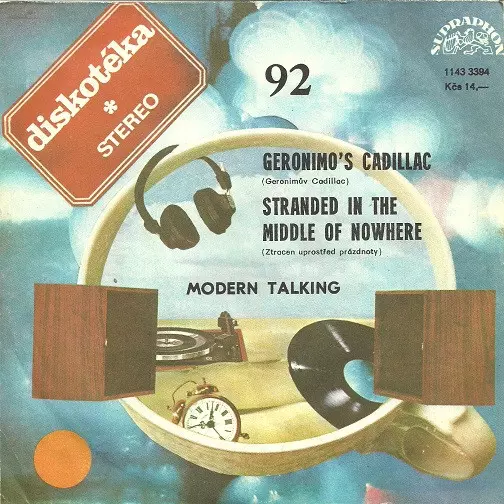 diskotéka
*
STEREO
92
SUPRAPHON
1143 3394
Kčs 14,—
GERONIMO'S CADILLAC
(Geronimův Cadillac)
STRANDED IN THE
MIDDLE OF NOWHERE
(Ztracen uprostřed prázdnoty)
MODERN TALKING